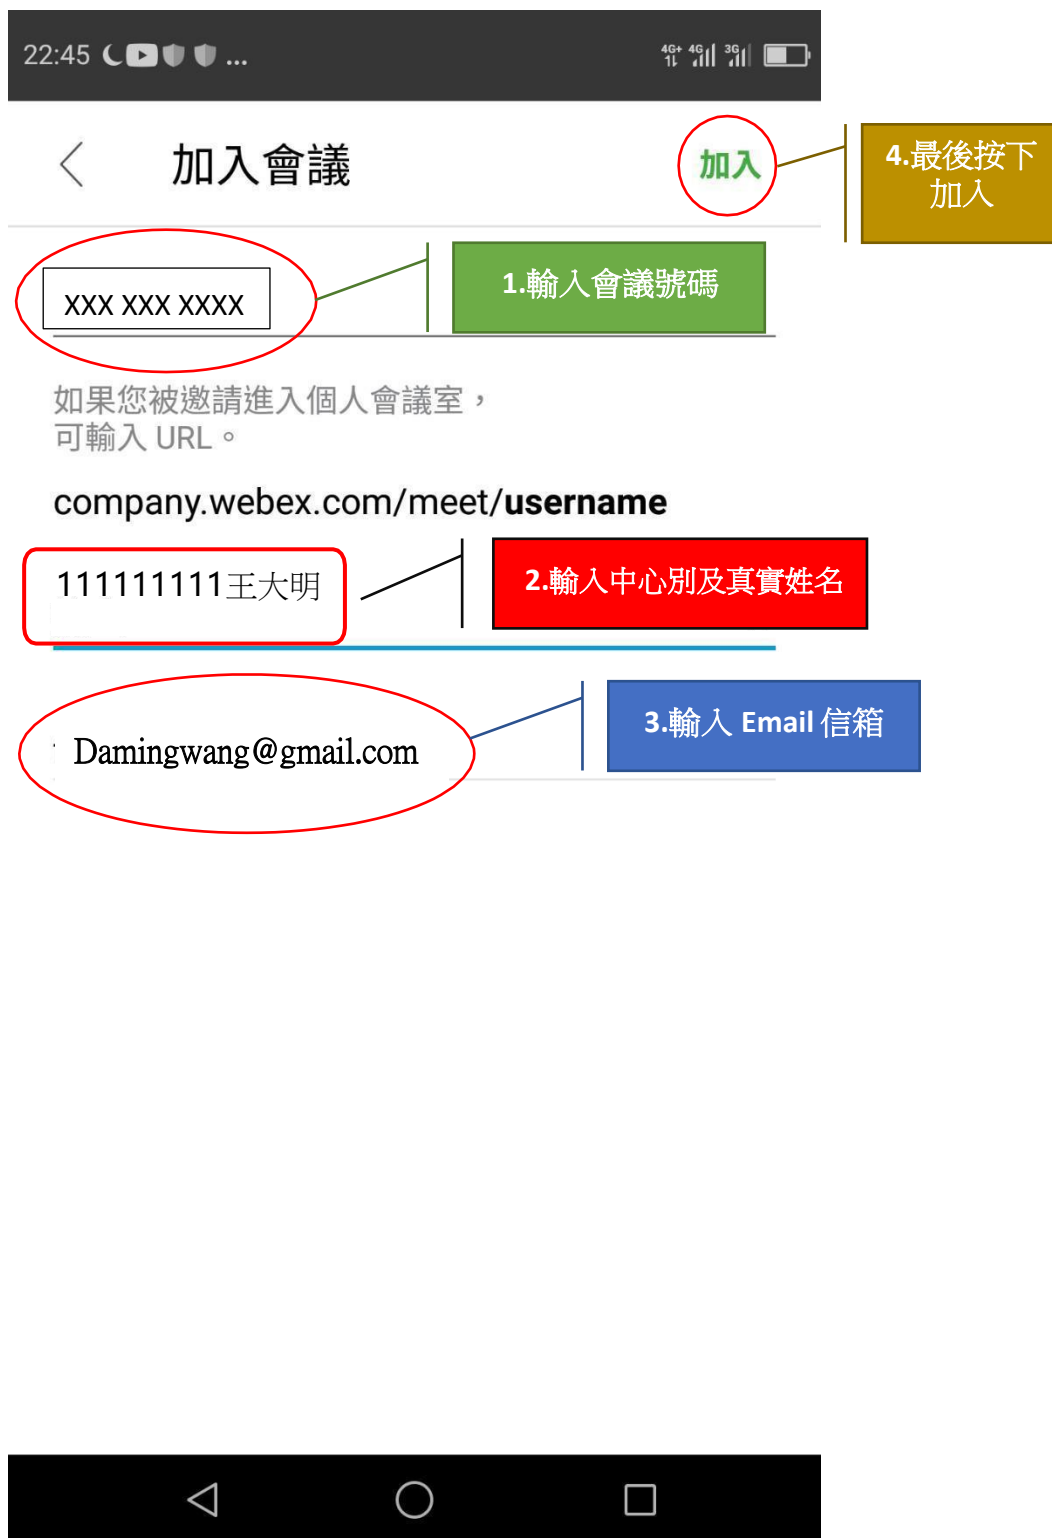 22:45 ...
4G+ 4G 3G
加入會議
加入
4.最後按下
加入
1.輸入會議號碼
XXX XXX XXXX
如果您被邀請進入個人會議室，
可輸入 URL。
company.webex.com/meet/username
111111111王大明
2.輸入中心別及真實姓名
3.輸入 Email 信箱
Damingwang@gmail.com